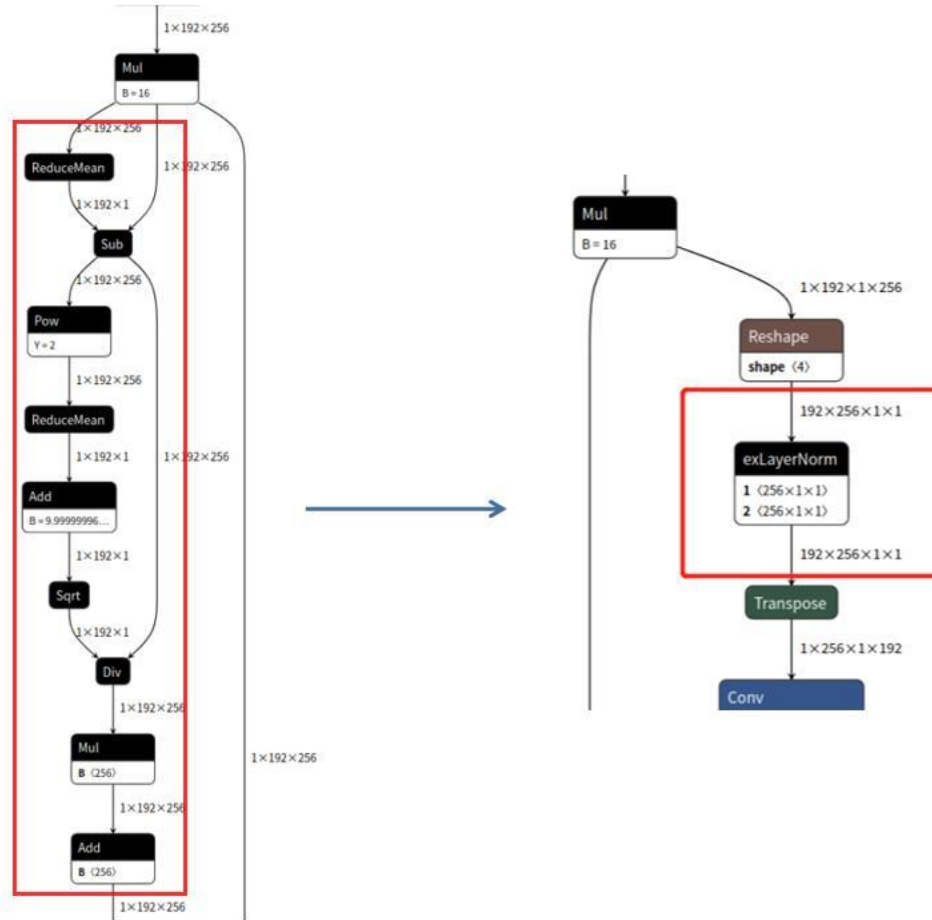 1×192×256
Mul
B = 16
1×192×256
1×192×256
ReduceMean
1×192×1
Sub
1×192×256
Pow
Y = 2
1×192×256
ReduceMean
1×192×1
1×192×256
Add
B = 9.99999996...
1×192×1
Sqrt
1×192×1
Div
1×192×256
Mul
B ⟨256⟩
1×192×256
1×192×256
Add
B ⟨256⟩
1×192×256
Mul
B = 16
1×192×1×256
Reshape
shape ⟨4⟩
192×256×1×1
exLayerNorm
1 ⟨256×1×1⟩
2 ⟨256×1×1⟩
192×256×1×1
Transpose
1×256×1×192
Conv